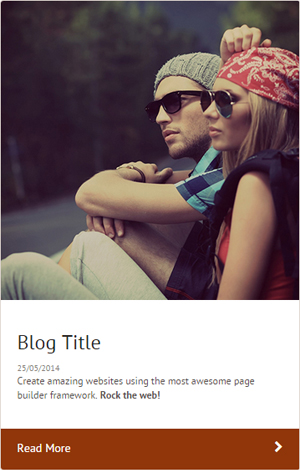 Blog Title
25/05/2014
Create amazing websites using the most awesome page
builder framework. Rock the web!
Read More